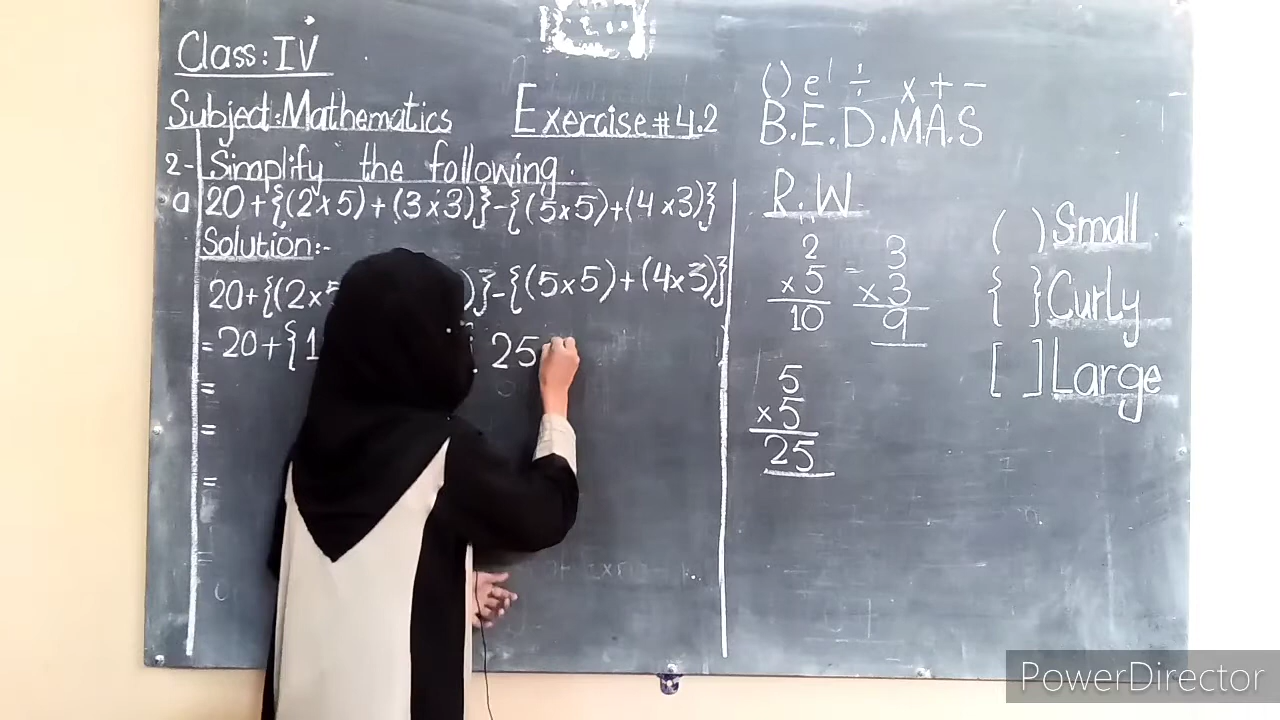 Class: IV
Subject: Mathematics Exercise # 4.2
2- Simplify the following.
a 20+{(2×5)+(3×3)}-{(5×5)+(4×3)}
Solution:-
20+{(2×5 )}-{(5×5)+(4×3)}
= 20+{1 25
=
=
=
() e ÷ × + -
B.E.D.M.A.S
R.W
2
×5
10
3
×3
9
5
×5
25
( ) Small
{ } Curly
[ ] Large
PowerDirector